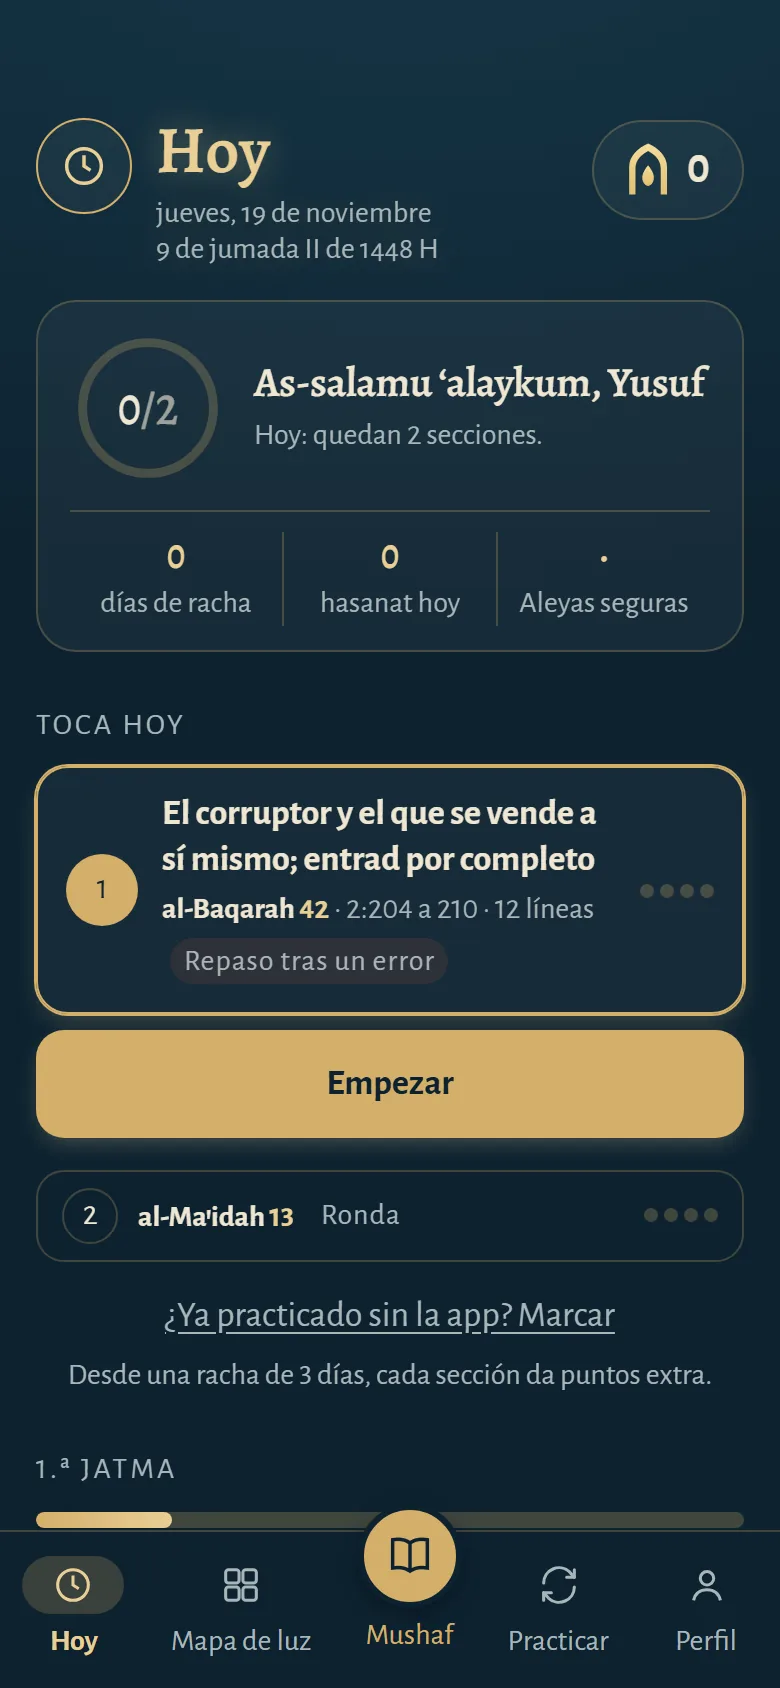 Hoy
0
jueves, 19 de noviembre
9 de jumada II de 1448 H
0/2
As-salamu ‘alaykum, Yusuf
Hoy: quedan 2 secciones.
0
días de racha
0
hasanat hoy
·
Aleyas seguras
TOCA HOY
1
El corruptor y el que se vende a
sí mismo; entrad por completo
al-Baqarah 42 · 2:204 a 210 · 12 líneas
Repaso tras un error
Empezar
2
al-Ma'idah 13 Ronda
¿Ya practicado sin la app? Marcar
Desde una racha de 3 días, cada sección da puntos extra.
1.ª JATMA
Hoy
Mapa de luz
Mushaf
Practicar
Perfil